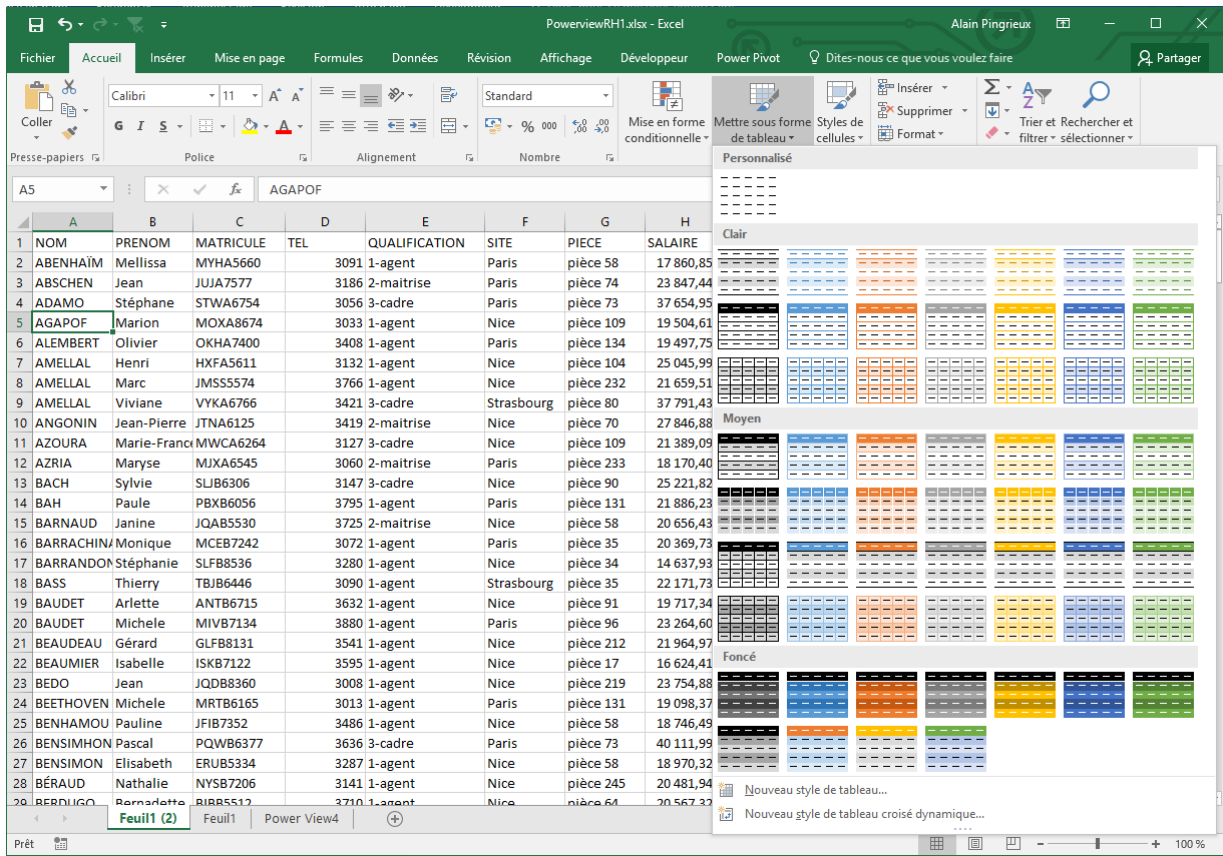 PowerviewRH1.xlsx - Excel Alain Pingrieux
Fichier Accueil Insérer Mise en page Formules Données Révision Affichage Développeur Power Pivot Dites-nous ce que vous voulez faire Partager
Coller
Calibri 11
G I S
Standard
% 000
Mise en forme conditionnelle
Mettre sous forme de tableau
Styles de cellules
Insérer
Supprimer
Format
Trier et filtrer
Rechercher et sélectionner
Presse-papiers Police Alignement Nombre
A5 fx AGAPOF
A B C D E F G H
1 NOM PRENOM MATRICULE TEL QUALIFICATION SITE PIECE SALAIRE
2 ABENHAÏM Mellissa MYHA5660 3091 1-agent Paris pièce 58 17 860,85
3 ABSCHEN Jean JUJA7577 3186 2-maitrise Paris pièce 74 23 847,44
4 ADAMO Stéphane STWA6754 3056 3-cadre Paris pièce 73 37 654,95
5 AGAPOF Marion MOXA8674 3033 1-agent Nice pièce 109 19 504,61
6 ALEMBERT Olivier OKHA7400 3408 1-agent Paris pièce 134 19 497,75
7 AMELLAL Henri HXFA5611 3132 1-agent Nice pièce 104 25 045,99
8 AMELLAL Marc JMSS5574 3766 1-agent Nice pièce 232 21 659,51
9 AMELLAL Viviane VYKA6766 3421 3-cadre Strasbourg pièce 80 37 791,43
10 ANGONIN Jean-Pierre JTNA6125 3419 2-maitrise Nice pièce 70 27 846,88
11 AZOURA Marie-Franc MWCA6264 3127 3-cadre Nice pièce 109 21 389,09
12 AZRIA Maryse MJXA6545 3060 2-maitrise Paris pièce 233 18 170,40
13 BACH Sylvie SLJB6306 3147 3-cadre Nice pièce 90 25 221,82
14 BAH Paule PBXB6056 3795 1-agent Paris pièce 131 21 886,23
15 BARNAUD Janine JQAB5530 3725 2-maitrise Nice pièce 58 20 656,43
16 BARRACHINA Monique MCEB7242 3072 1-agent Paris pièce 35 20 369,73
17 BARRANDON Stéphanie SLFB8536 3280 1-agent Nice pièce 34 14 637,93
18 BASS Thierry TBJB6446 3090 1-agent Strasbourg pièce 35 22 171,73
19 BAUDET Arlette ANTB6715 3632 1-agent Nice pièce 91 19 717,34
20 BAUDET Michele MIVB7134 3880 1-agent Paris pièce 96 23 264,60
21 BEAUDEAU Gérard GLFB8131 3541 1-agent Nice pièce 212 21 964,97
22 BEAUMIER Isabelle ISKB7122 3595 1-agent Nice pièce 17 16 624,41
23 BEDO Jean JQDB8360 3008 1-agent Nice pièce 219 23 754,88
24 BEETHOVEN Michele MRTB6165 3013 1-agent Paris pièce 131 19 098,37
25 BENHAMOU Pauline JFIB7352 3486 1-agent Nice pièce 58 18 746,49
26 BENSIMHON Pascal PQWB6377 3636 3-cadre Paris pièce 73 40 111,99
27 BENSIMON Elisabeth ERUB5334 3287 1-agent Nice pièce 58 18 970,32
28 BÉRAUD Nathalie NYSB7206 3141 1-agent Nice pièce 245 20 481,94
29 BERDUGO Bernadette BIBB5512 3710 1-agent Nice pièce 64 20 567,32
Personnalisé
Clair
Moyen
Foncé
Nouveau style de tableau...
Nouveau style de tableau croisé dynamique...
Feuil1 (2) Feuil1 Power View4
Prêt 100 %